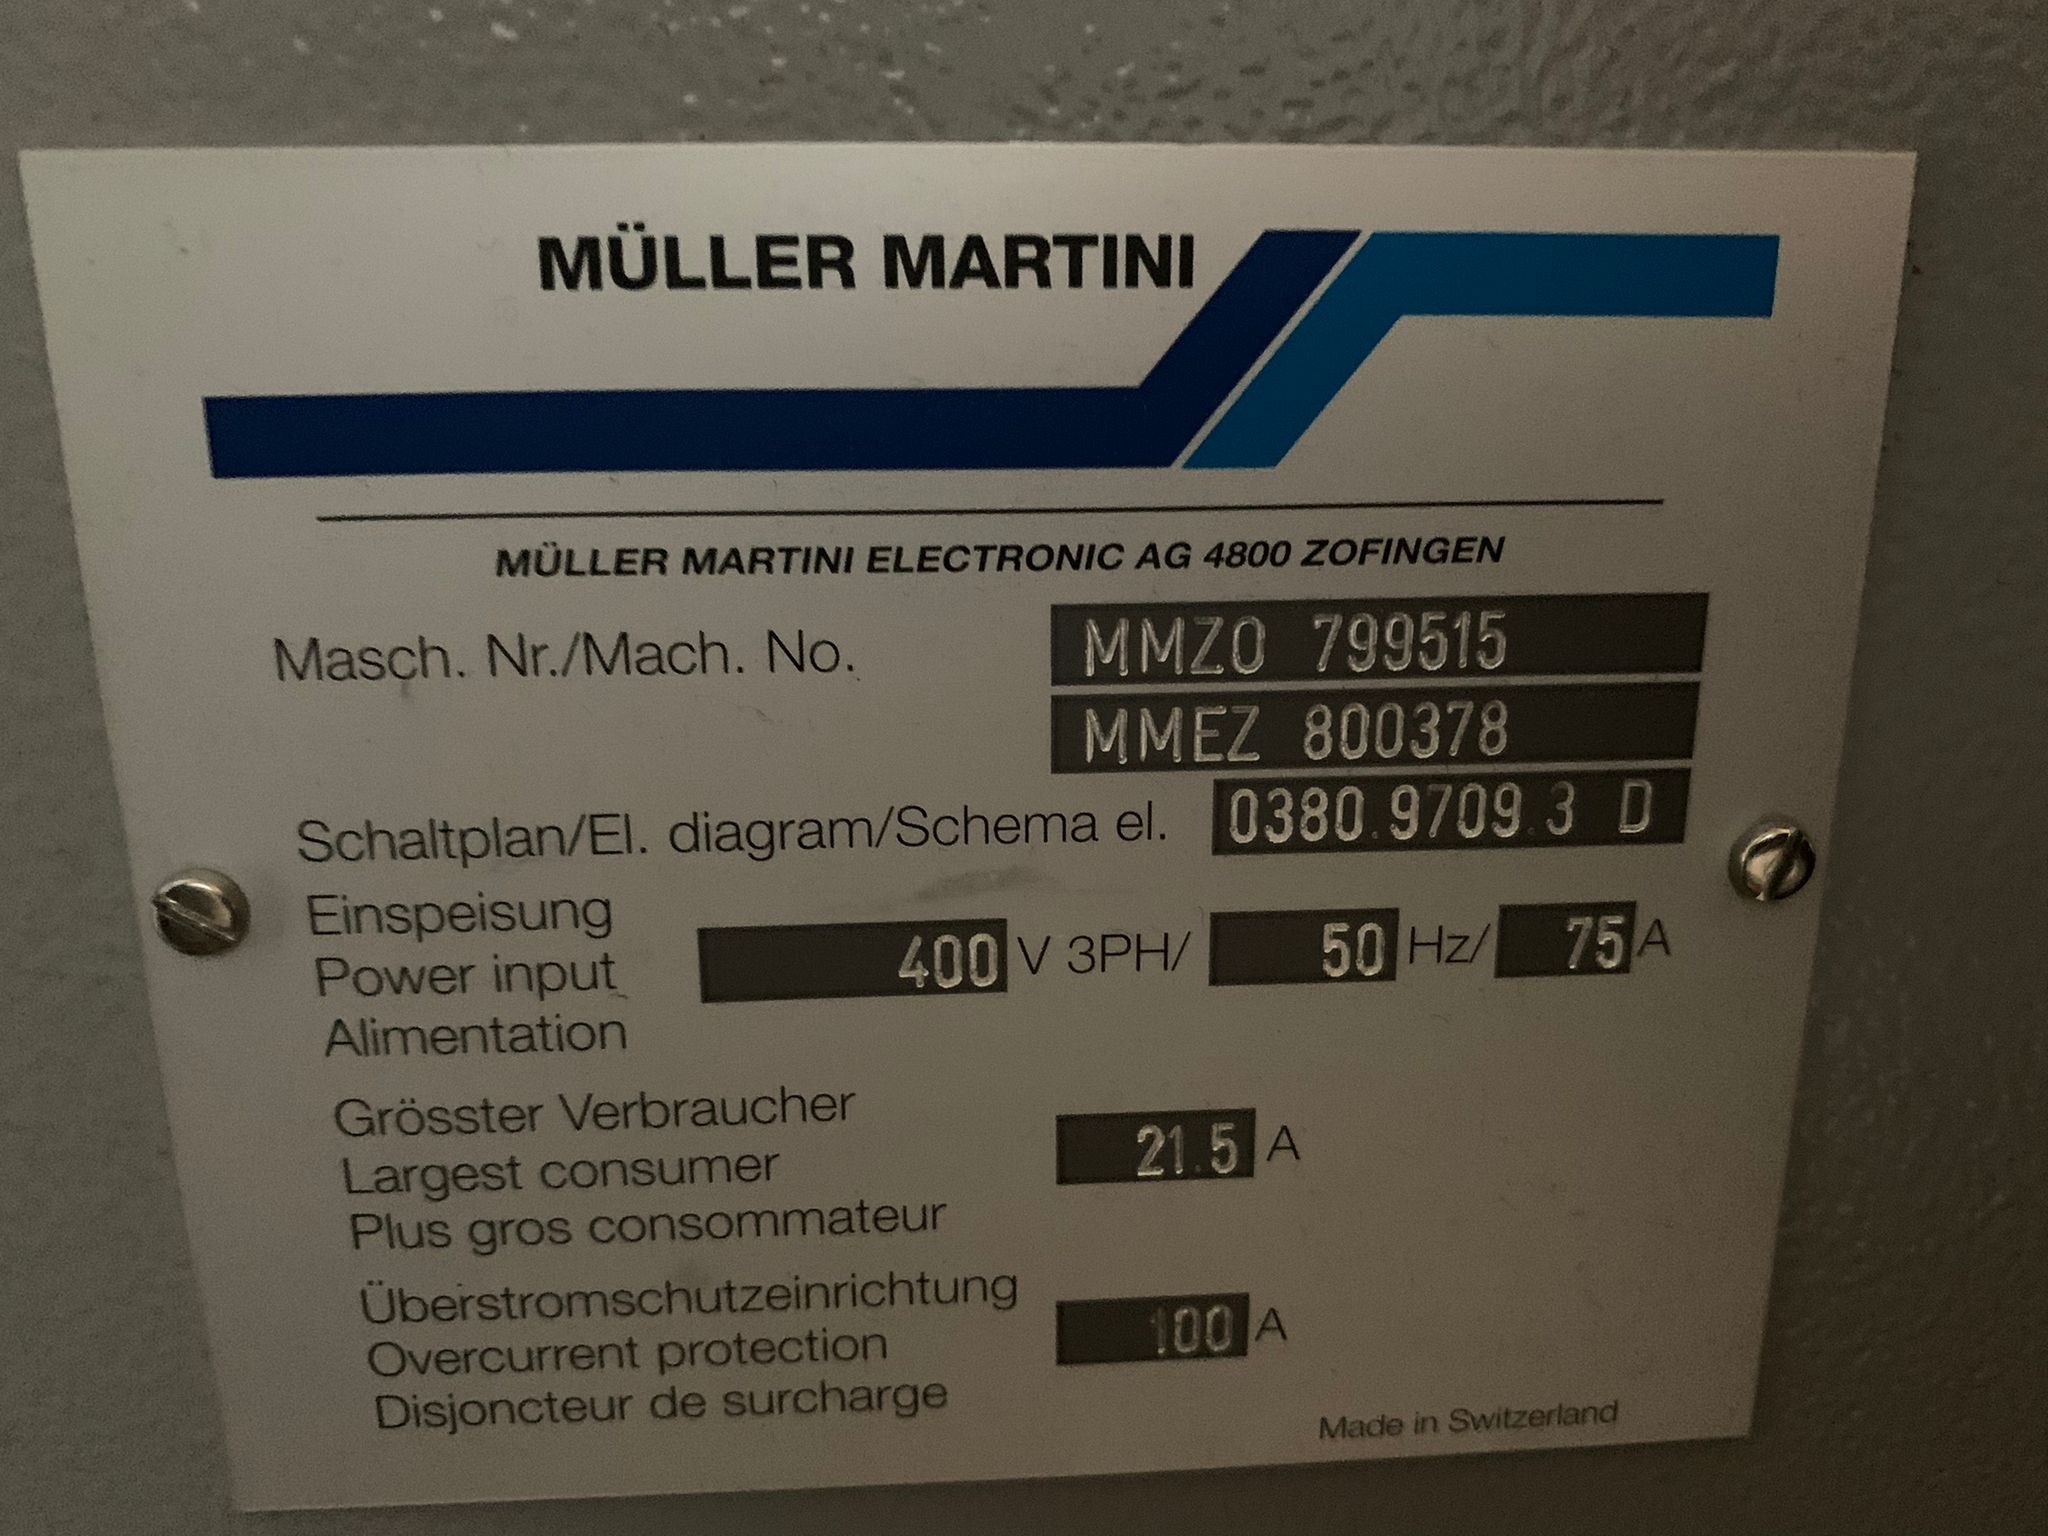 MÜLLER MARTINI
MÜLLER MARTINI ELECTRONIC AG 4800 ZOFINGEN
Masch. Nr./Mach. No. MMZO 799515
MMEZ 800378
Schaltplan/El. diagram/Schema el. 0380.9709.3 D
Einspeisung
Power input 400 V 3PH/ 50 Hz/ 75 A
Alimentation
Grösster Verbraucher
Largest consumer 21.5 A
Plus gros consommateur
Überstromschutzeinrichtung
Overcurrent protection 100 A
Disjoncteur de surcharge
Made in Switzerland